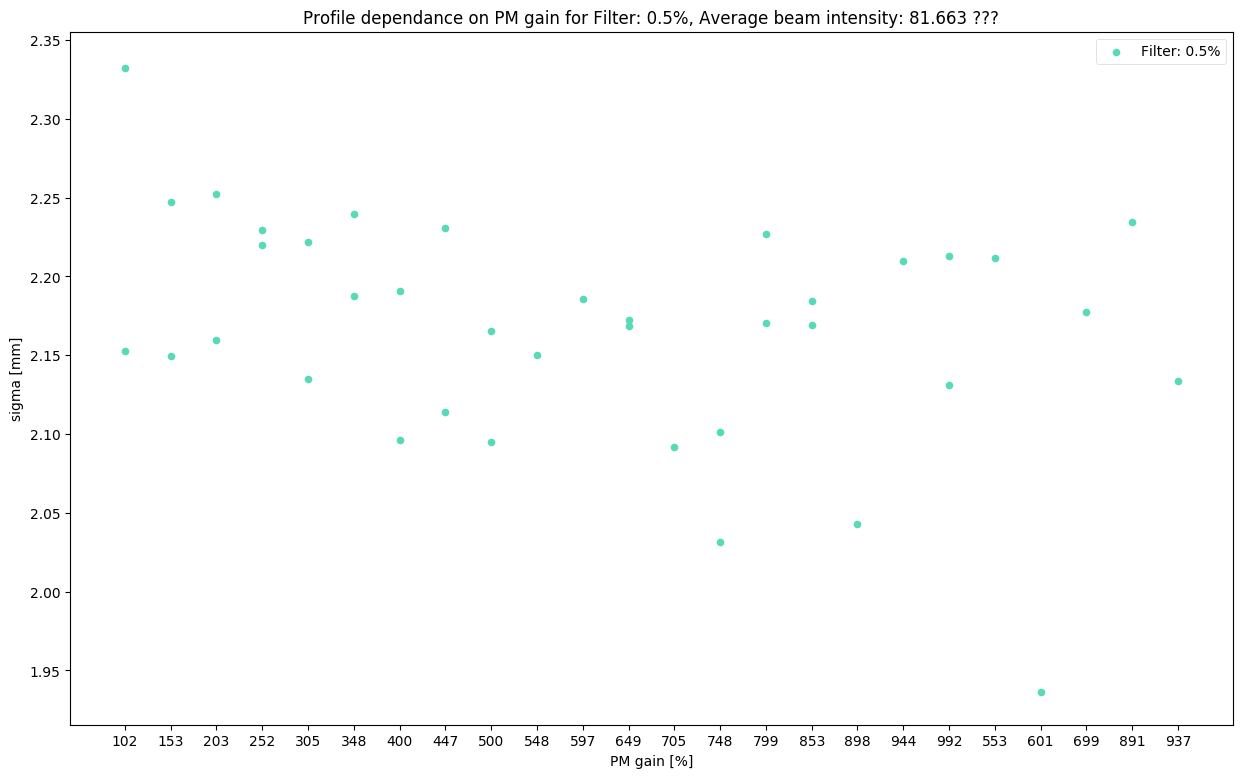 Profile dependance on PM gain for Filter: 0.5%, Average beam intensity: 81.663 ???
Filter: 0.5%
2.35
2.30
2.25
2.20
2.15
2.10
2.05
2.00
1.95
sigma [mm]
102 153 203 252 305 348 400 447 500 548 597 649 705 748 799 853 898 944 992 553 601 699 891 937
PM gain [%]